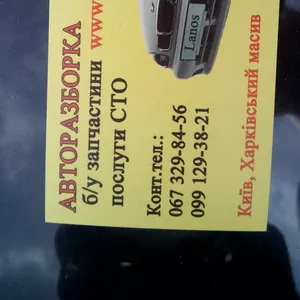 АВТОРАЗБОРКА
б/у запчастини www.
послуги СТО
Lanos
Конт.тел.:
067 329-84-56
099 129-38-21
Київ, Харківський масив